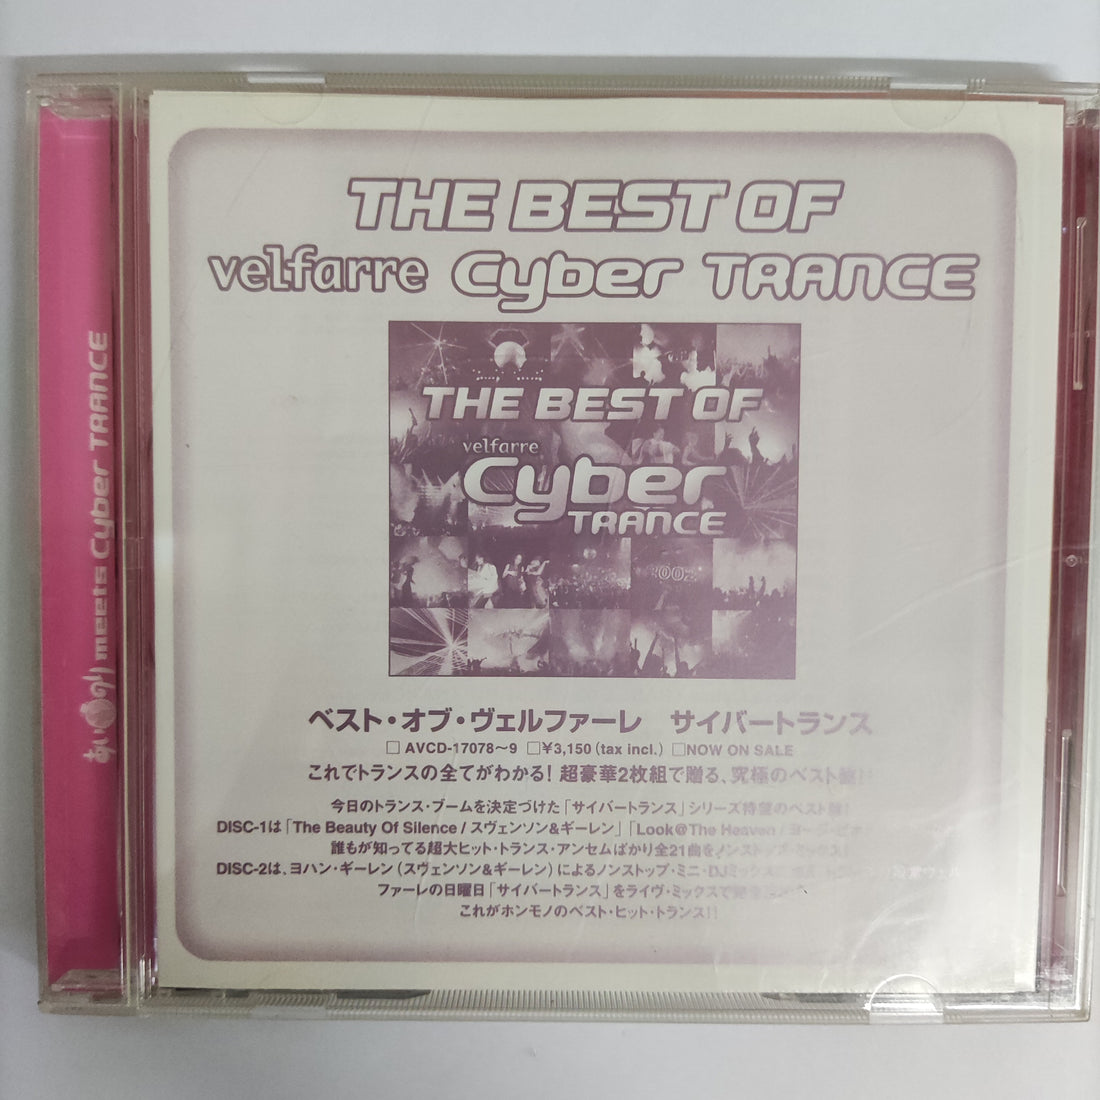 あいのり meets Cyber TRANCE
THE BEST OF
velfarre Cyber TRANCE
THE BEST OF
velfarre
Cyber
TRANCE
2002
ベスト・オブ・ヴェルファーレ サイバートランス
□ AVCD-17078～9 □¥3,150 (tax incl.) □NOW ON SALE
これでトランスの全てがわかる! 超豪華2枚組で贈る、究極のベスト盤!!
今日のトランス・ブームを決定づけた「サイバートランス」シリーズ待望のベスト盤!
DISC-1は「The Beauty Of Silence / スヴェンソン&ギーレン」「Look@The Heaven /
誰もが知ってる超大ヒット・トランス・アンセムばかり全21曲をノンストップ・ミックス!
DISC-2は、ヨハン・ギーレン (スヴェンソン&ギーレン) によるノンストップ・ミニ・DJミックス
ファーレの日曜日「サイバートランス」をライヴ・ミックスで
これがホンモノのベスト・ヒット・トランス!!